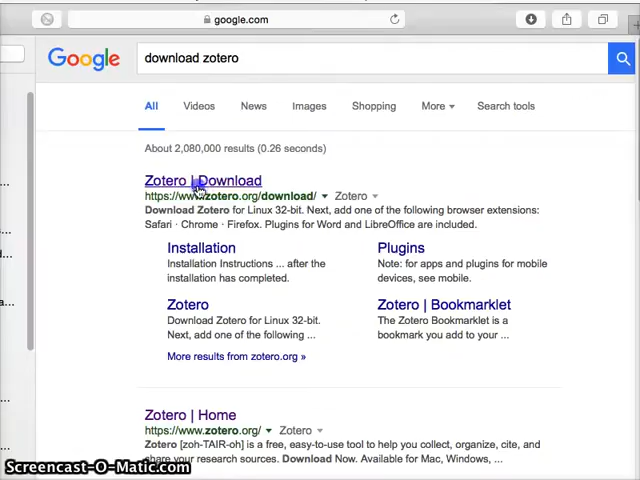 google.com
Google
download zotero
All Videos News Images Shopping More Search tools
About 2,080,000 results (0.26 seconds)
Zotero | Download
https://www.zotero.org/download/ Zotero
Download Zotero for Linux 32-bit. Next, add one of the following browser extensions:
Safari · Chrome · Firefox. Plugins for Word and LibreOffice are included.
Installation
Installation Instructions ... after the
installation has completed.
Plugins
Note: for apps and plugins for mobile
devices, see mobile.
Zotero
Download Zotero for Linux 32-bit.
Next, add one of the following ...
Zotero | Bookmarklet
The Zotero Bookmarklet is a
bookmark you add to your ...
More results from zotero.org »
Zotero | Home
https://www.zotero.org/ Zotero
Zotero [zoh-TAIR-oh] is a free, easy-to-use tool to help you collect, organize, cite, and
share your research sources. Download Now. Available for Mac, Windows, ...
Screencast-O-Matic.com